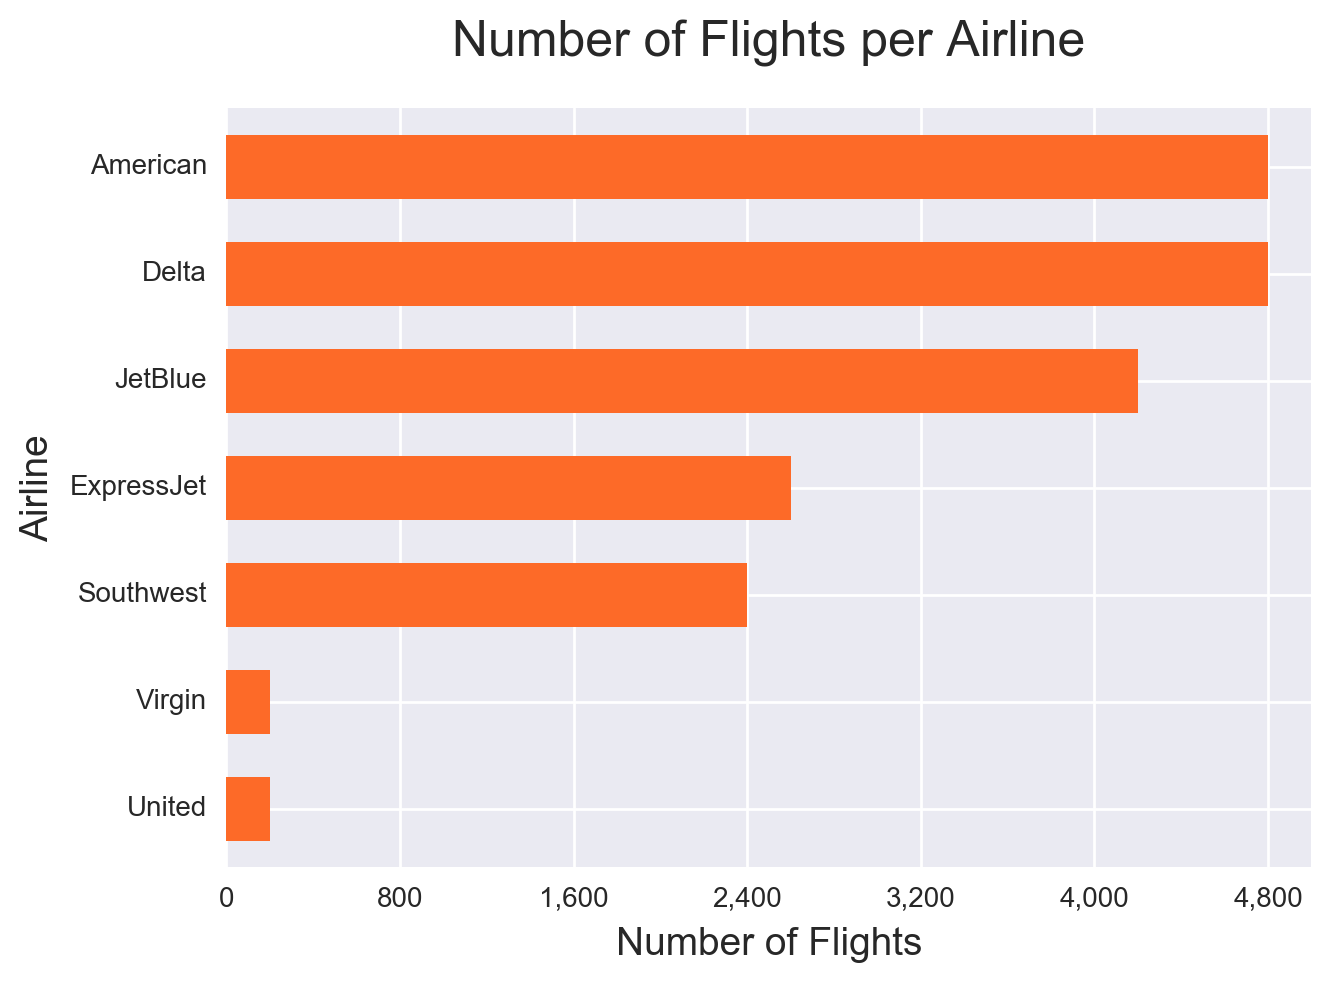 Number of Flights per Airline
American
Delta
JetBlue
ExpressJet
Southwest
Virgin
United
Airline
0 800 1,600 2,400 3,200 4,000 4,800
Number of Flights